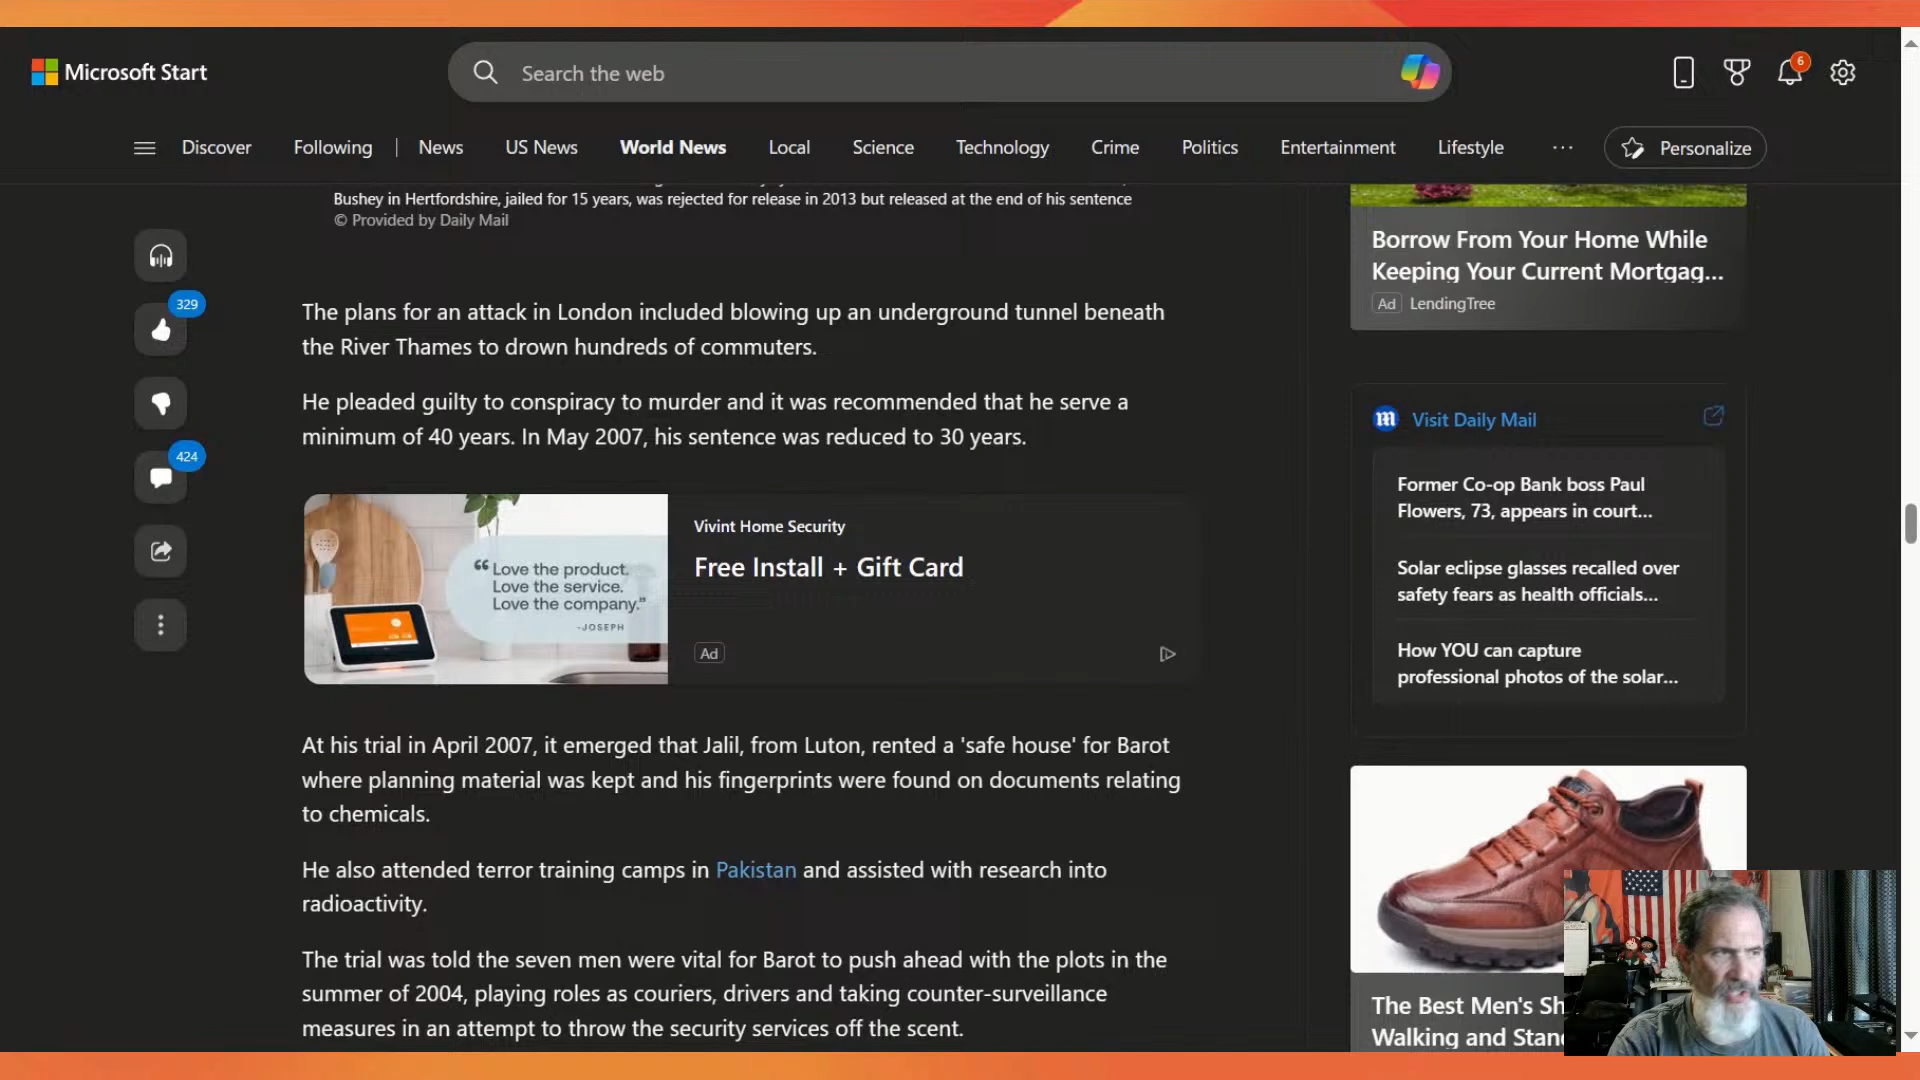 Microsoft Start
Search the web
6
Discover
Following
News
US News
World News
Local
Science
Technology
Crime
Politics
Entertainment
Lifestyle
Personalize
Bushey in Hertfordshire, jailed for 15 years, was rejected for release in 2013 but released at the end of his sentence
© Provided by Daily Mail
329
424
The plans for an attack in London included blowing up an underground tunnel beneath
the River Thames to drown hundreds of commuters.
He pleaded guilty to conspiracy to murder and it was recommended that he serve a
minimum of 40 years. In May 2007, his sentence was reduced to 30 years.
“Love the product.
Love the service.
Love the company.”
-JOSEPH
Vivint Home Security
Free Install + Gift Card
Ad
At his trial in April 2007, it emerged that Jalil, from Luton, rented a 'safe house' for Barot
where planning material was kept and his fingerprints were found on documents relating
to chemicals.
He also attended terror training camps in Pakistan and assisted with research into
radioactivity.
The trial was told the seven men were vital for Barot to push ahead with the plots in the
summer of 2004, playing roles as couriers, drivers and taking counter-surveillance
measures in an attempt to throw the security services off the scent.
Borrow From Your Home While
Keeping Your Current Mortgag...
Ad LendingTree
m Visit Daily Mail
Former Co-op Bank boss Paul
Flowers, 73, appears in court...
Solar eclipse glasses recalled over
safety fears as health officials...
How YOU can capture
professional photos of the solar...
The Best Men's Sh
Walking and Stan